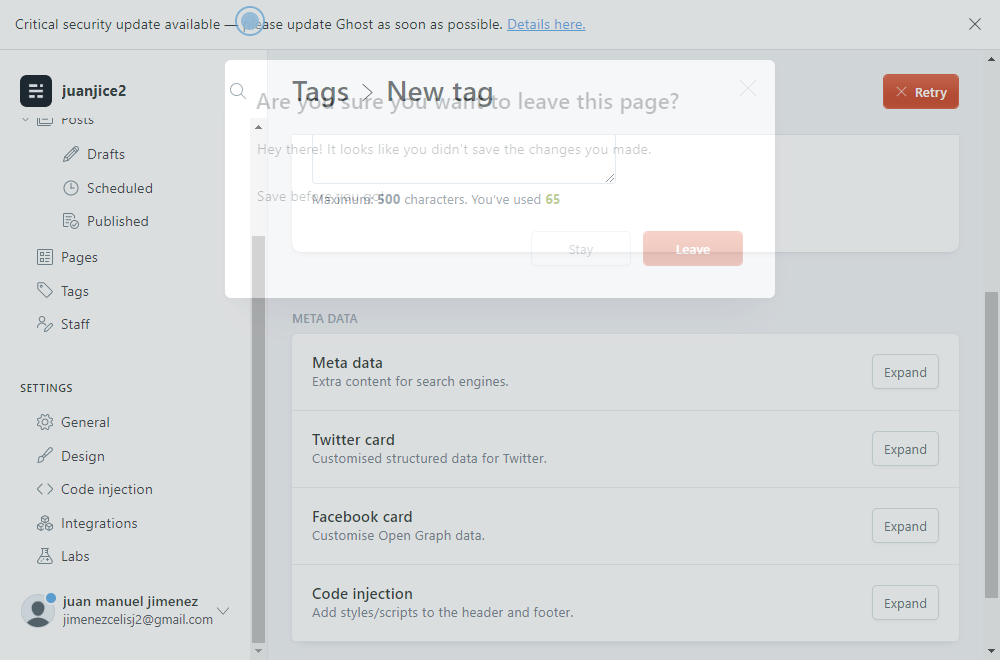 Critical security update available — Please update Ghost as soon as possible. Details here.
juanjice2
Posts
Drafts
Scheduled
Published
Pages
Tags
Staff
SETTINGS
General
Design
Code injection
Integrations
Labs
juan manuel jimenez
jimenezcelisj2@gmail.com
Tags > New tag
Retry
Are you sure you want to leave this page?
Hey there! It looks like you didn't save the changes you made.
Save before you go!
Maximum: 500 characters. You've used 65
Stay
Leave
META DATA
Meta data
Extra content for search engines.
Expand
Twitter card
Customised structured data for Twitter.
Expand
Facebook card
Customise Open Graph data.
Expand
Code injection
Add styles/scripts to the header and footer.
Expand